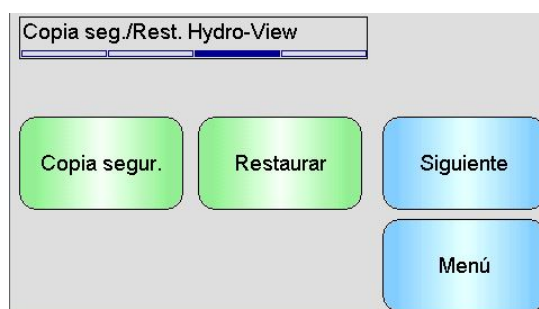 Copia seg./Rest. Hydro-View
Copia segur.
Restaurar
Siguiente
Menú